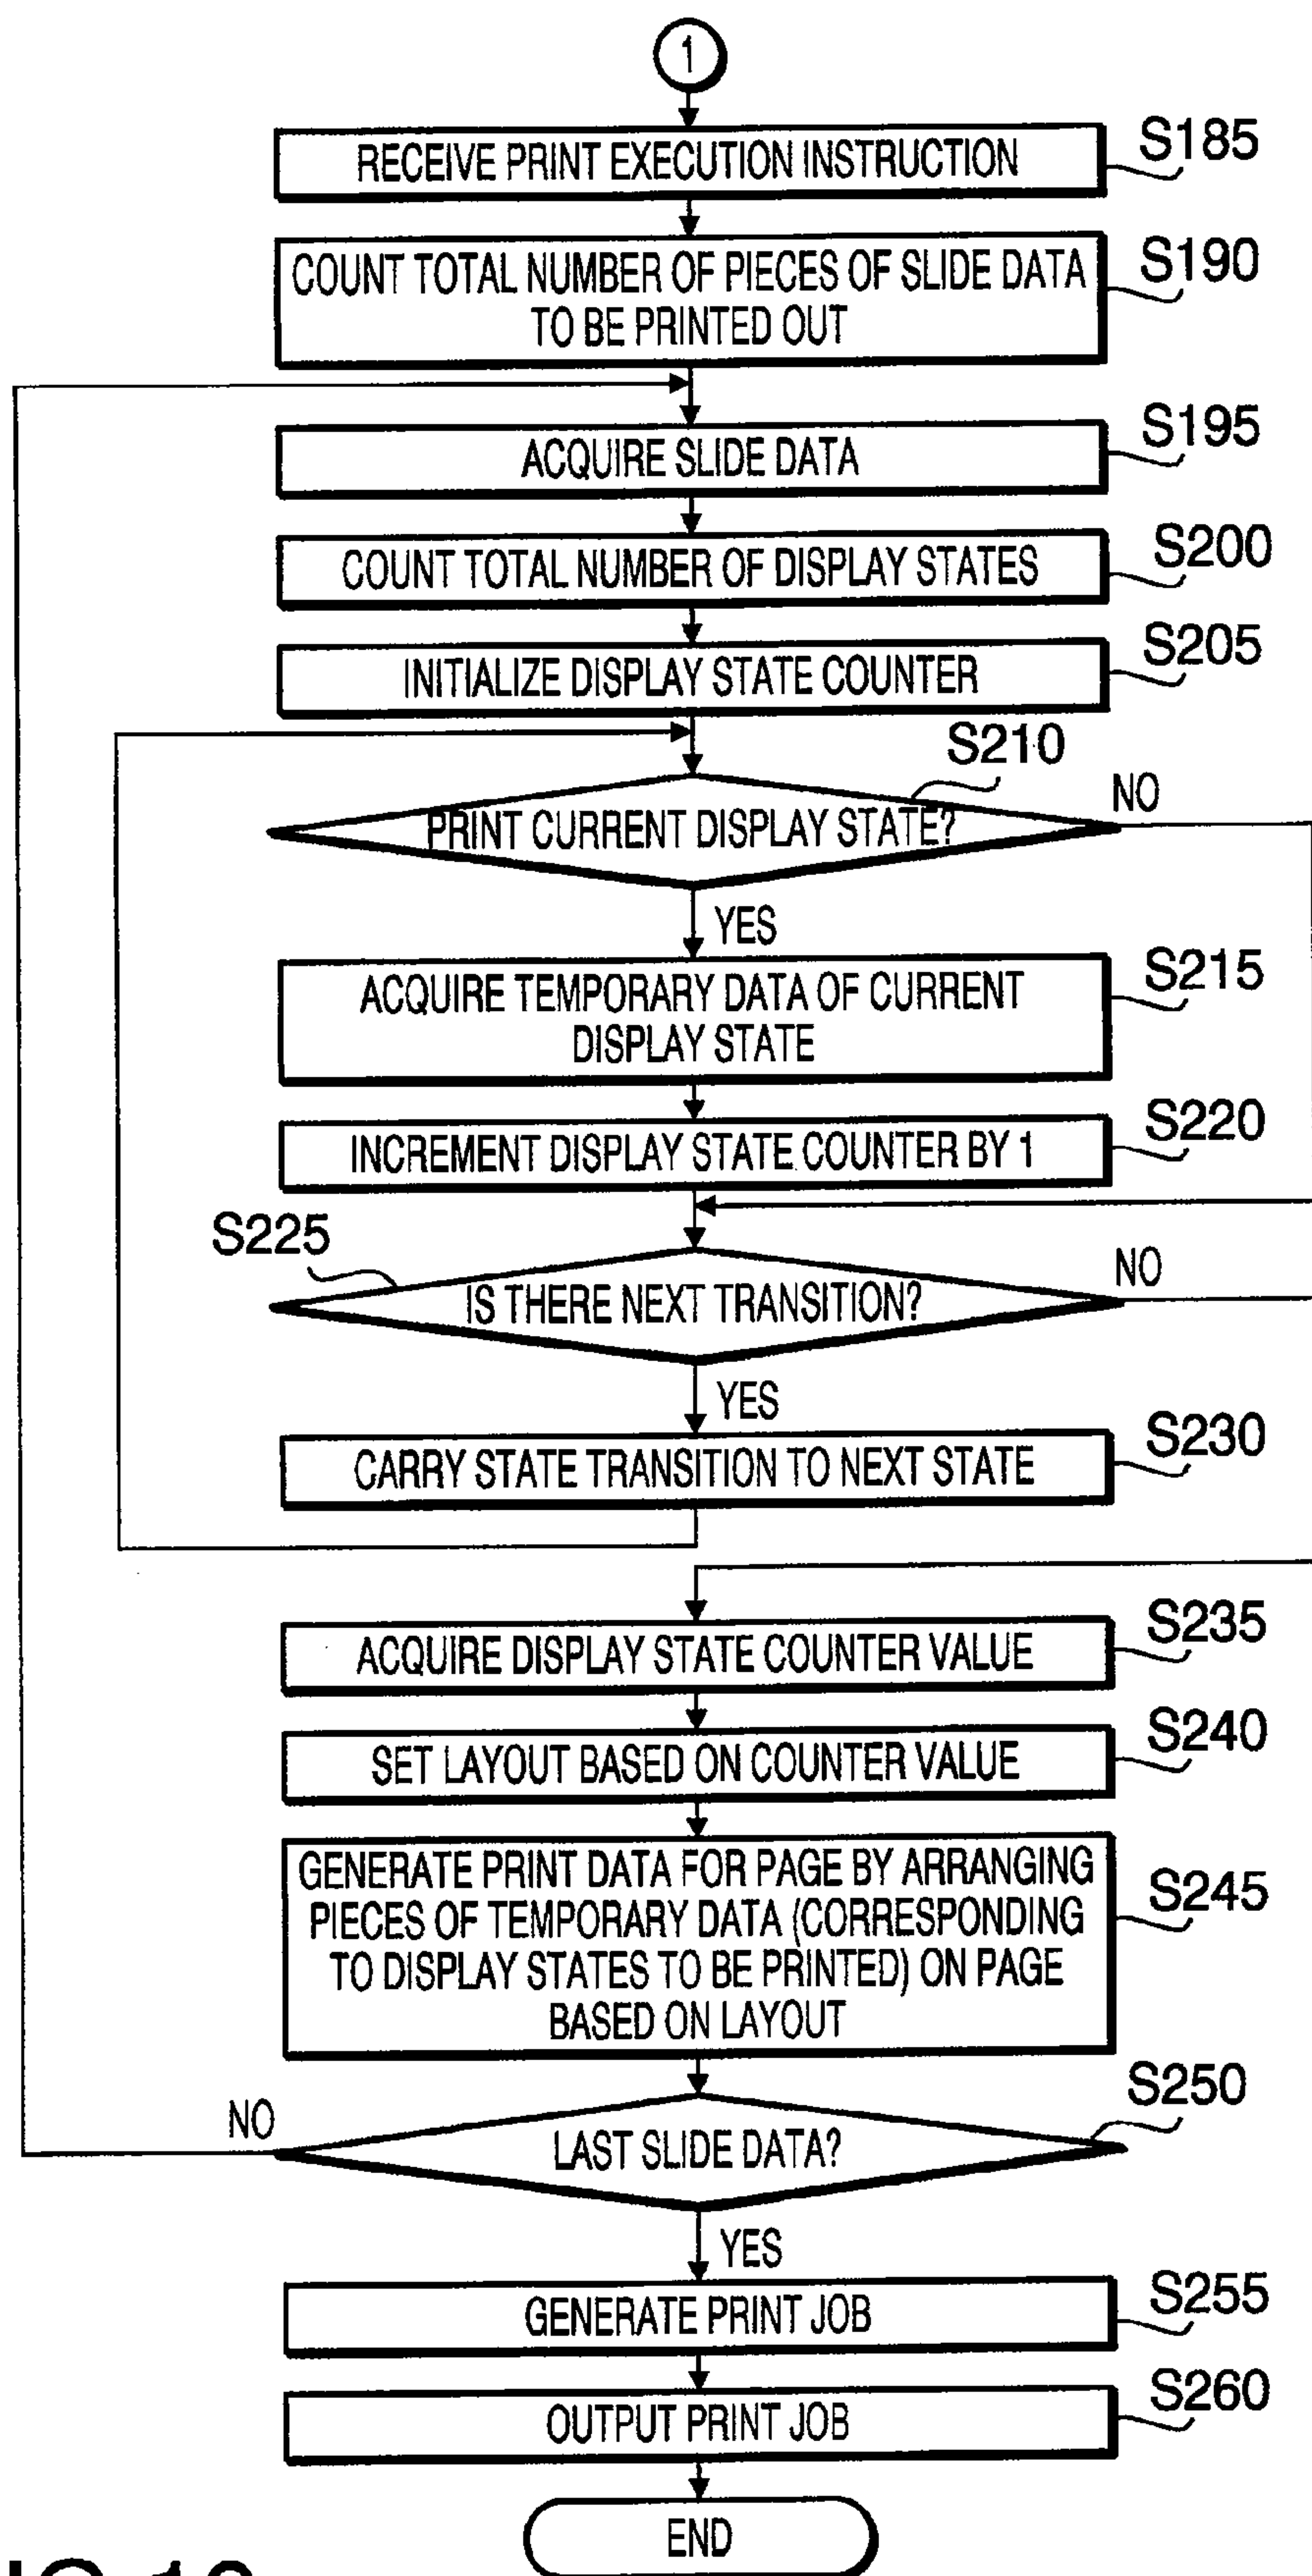 1
RECEIVE PRINT EXECUTION INSTRUCTION
S185
COUNT TOTAL NUMBER OF PIECES OF SLIDE DATA
TO BE PRINTED OUT
S190
ACQUIRE SLIDE DATA
S195
COUNT TOTAL NUMBER OF DISPLAY STATES
S200
INITIALIZE DISPLAY STATE COUNTER
S205
S210
PRINT CURRENT DISPLAY STATE?
NO
YES
ACQUIRE TEMPORARY DATA OF CURRENT
DISPLAY STATE
S215
INCREMENT DISPLAY STATE COUNTER BY 1
S220
S225
IS THERE NEXT TRANSITION?
NO
YES
CARRY STATE TRANSITION TO NEXT STATE
S230
ACQUIRE DISPLAY STATE COUNTER VALUE
S235
SET LAYOUT BASED ON COUNTER VALUE
S240
GENERATE PRINT DATA FOR PAGE BY ARRANGING
PIECES OF TEMPORARY DATA (CORRESPONDING
TO DISPLAY STATES TO BE PRINTED) ON PAGE
BASED ON LAYOUT
S245
S250
NO
LAST SLIDE DATA?
YES
GENERATE PRINT JOB
S255
OUTPUT PRINT JOB
S260
END